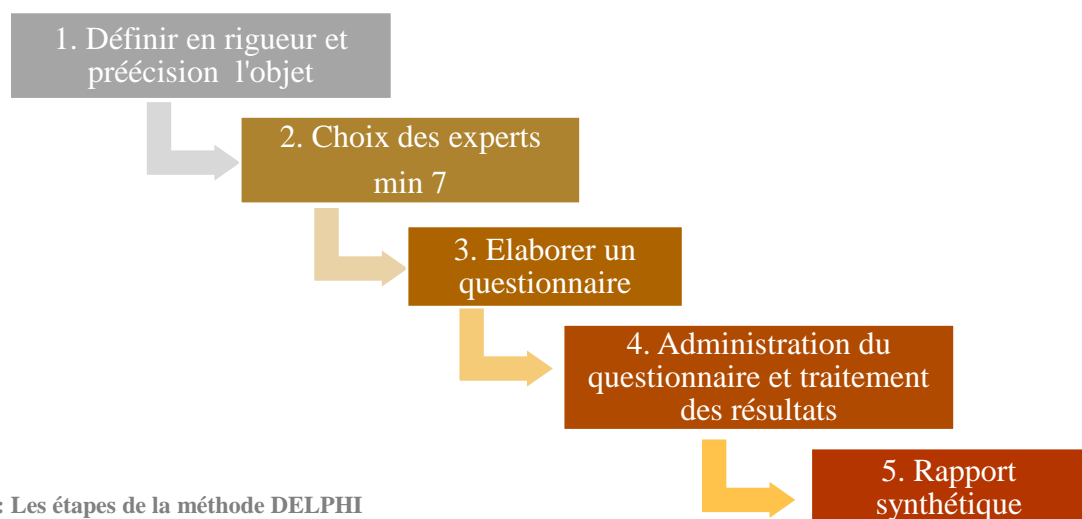 1. Définir en rigueur et
préécision l'objet
2. Choix des experts
min 7
3. Elaborer un
questionnaire
4. Administration du
questionnaire et traitement
des résultats
5. Rapport
synthétique
: Les étapes de la méthode DELPHI